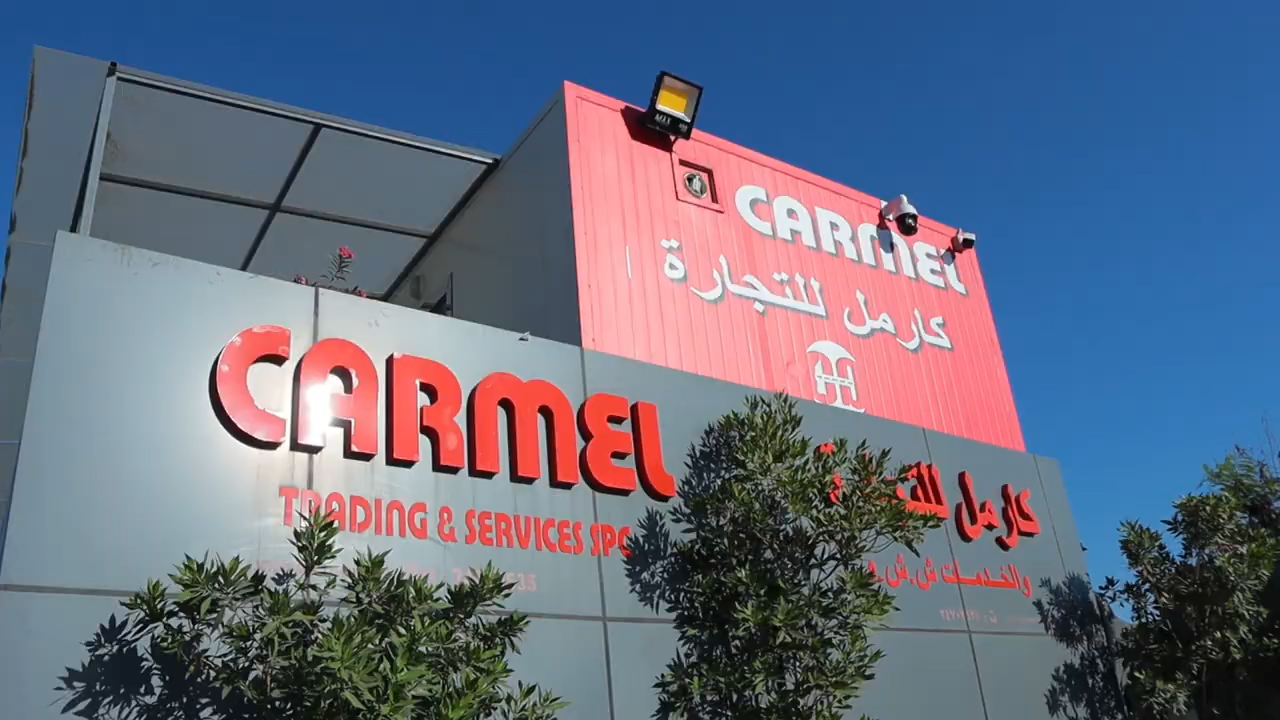 CARMEL
كارمل للتجارة
CARMEL
TRADING & SERVICES SPC
كارمل
والخدمات ش.ش.و